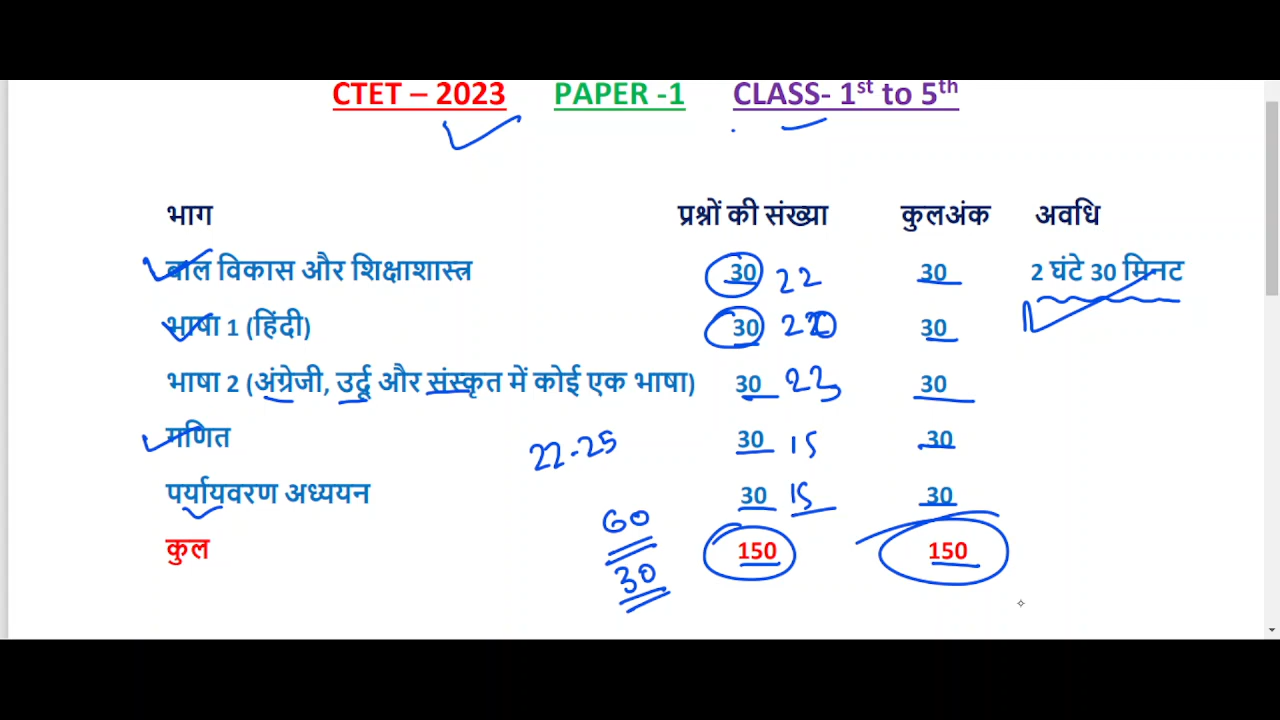 CTET – 2023 PAPER -1 CLASS- 1st to 5th
भाग प्रश्नों की संख्या कुलअंक अवधि
बाल विकास और शिक्षाशास्त्र 30 22 30 2 घंटे 30 मिनट
भाषा 1 (हिंदी) 30 30
भाषा 2 (अंग्रेजी, उर्दू और संस्कृत में कोई एक भाषा) 30 23 30
गणित 22-25 30 15 30
पर्यायवरण अध्ययन 30 15 30
60
कुल 150 150
30